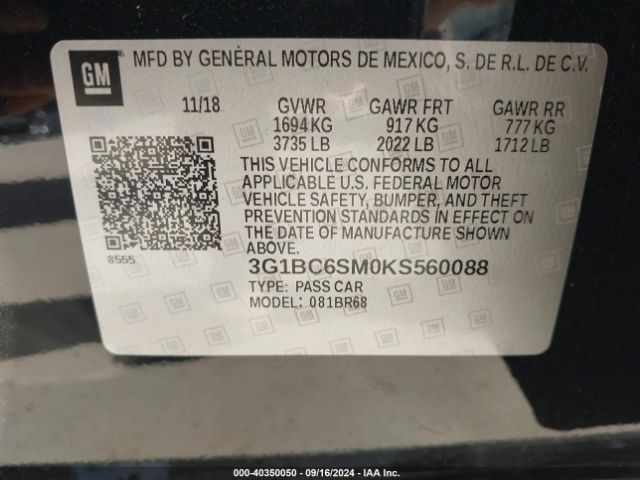 GM
MFD BY GENERAL MOTORS DE MEXICO, S. DE R.L. DE C.V.
11/18 GVWR GAWR FRT GAWR RR
1694 KG 917 KG 777 KG
3735 LB 2022 LB 1712 LB
THIS VEHICLE CONFORMS TO ALL
APPLICABLE U.S. FEDERAL MOTOR
VEHICLE SAFETY, BUMPER, AND THEFT
PREVENTION STANDARDS IN EFFECT ON
THE DATE OF MANUFACTURE SHOWN
ABOVE.
8555
3G1BC6SM0KS560088
TYPE: PASS CAR
MODEL: 081BR68
000-40350050 - 09/16/2024 - IAA Inc.